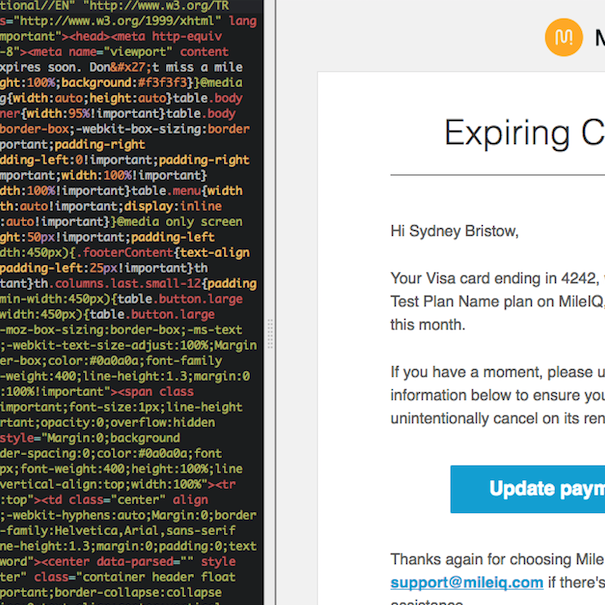 tional//EN" "http://www.w3.org/TR
s="http://www.w3.org/1999/xhtml" lang
mportant"><head><meta http-equiv
-8"><meta name="viewport" content
xpires soon. Don&#x27;t miss a mile
ght:100%;background:#f3f3f3}}@media
g{width:auto;height:auto}table.body
ner{width:95%!important}table.body
border-box;-webkit-box-sizing:border
portant;padding-right
dding-left:0!important;padding-right
mportant;width:100%!important}
dth:100%!important}table.menu{width
th:auto!important;display:inline
:auto!important}}@media only screen
ght:50px!important;padding-left
dth:450px){.footerContent{text-align
padding-left:25px!important}th
tant}th.columns.last.small-12{padding
min-width:450px){table.button.large
width:450px){table.button.large
-moz-box-sizing:border-box;-ms-text
;-webkit-text-size-adjust:100%;Margin
er-box;color:#0a0a0a;font-family
-weight:400;line-height:1.3;margin:0
:100%!important"><span class
important;font-size:1px;line-height
rtant;opacity:0;overflow:hidden
style="Margin:0;background
der-spacing:0;color:#0a0a0a;font
px;font-weight:400;height:100%;line
vertical-align:top;width:100%"><tr
:top"><td class="center" align
;-webkit-hyphens:auto;Margin:0;border
-family:Helvetica,Arial,sans-serif
ne-height:1.3;margin:0;padding:0;text
word"><center data-parsed="" style
ter" class="container header float
portant;border-collapse:collapse
M
Expiring C
Hi Sydney Bristow,
Your Visa card ending in 4242,
Test Plan Name plan on MileIQ,
this month.
If you have a moment, please u
information below to ensure you
unintentionally cancel on its ren
Update paym
Thanks again for choosing Mile
support@mileiq.com if there's